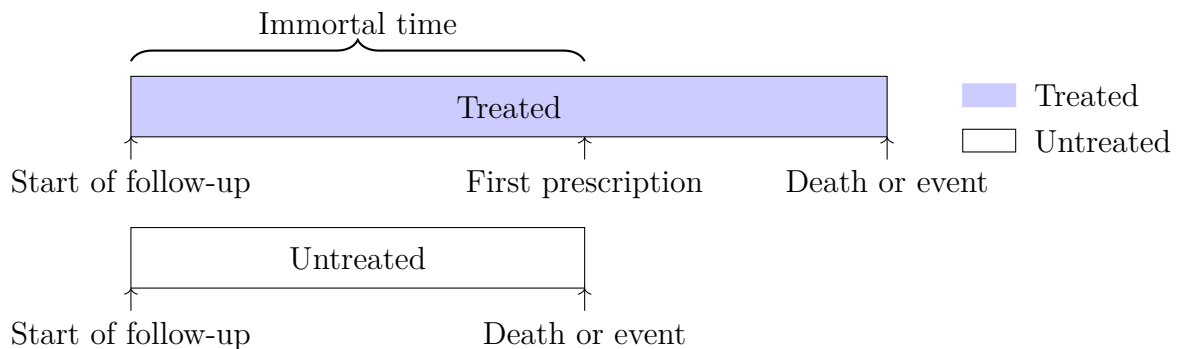 Immortal time
Treated
Treated
Untreated
Start of follow-up
First prescription
Death or event
Untreated
Start of follow-up
Death or event